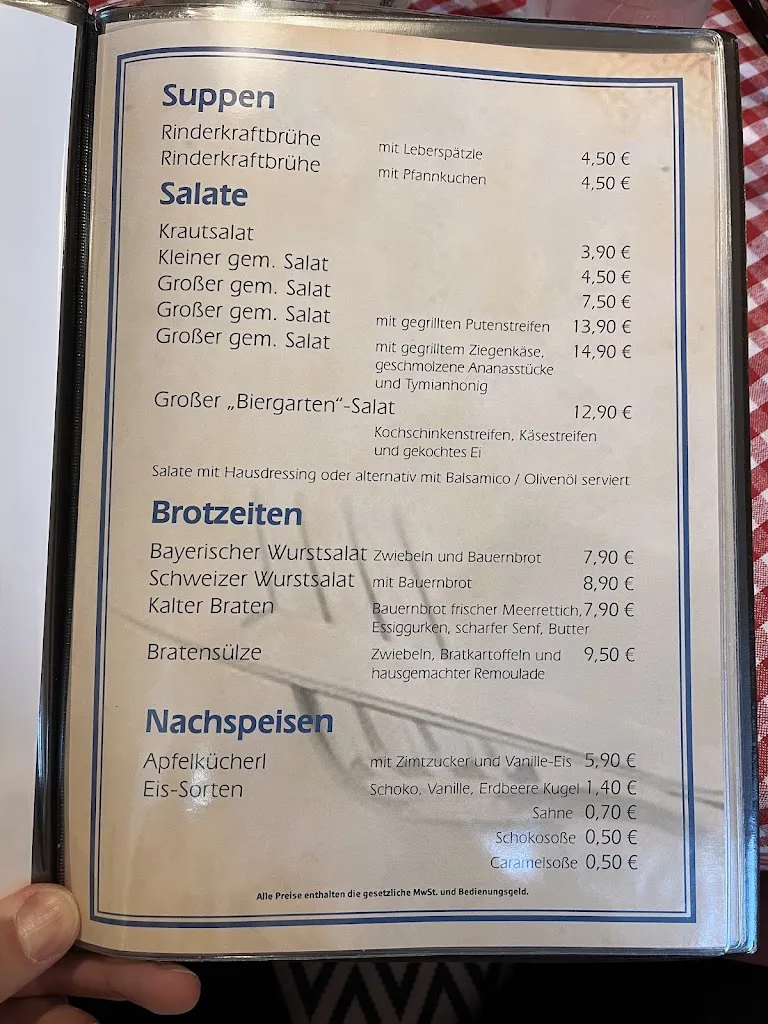 Suppen
Rinderkraftbrühe mit Leberspätzle 4,50 €
Rinderkraftbrühe mit Pfannkuchen 4,50 €
Salate
Krautsalat 3,90 €
Kleiner gem. Salat 4,50 €
Großer gem. Salat 7,50 €
Großer gem. Salat mit gegrillten Putenstreifen 13,90 €
Großer gem. Salat mit gegrilltem Ziegenkäse, 14,90 €
geschmolzene Ananasstücke
und Tymianhonig
Großer „Biergarten“-Salat 12,90 €
Kochschinkenstreifen, Käsestreifen
und gekochtes Ei
Salate mit Hausdressing oder alternativ mit Balsamico / Olivenöl serviert
Brotzeiten
Bayerischer Wurstsalat Zwiebeln und Bauernbrot 7,90 €
Schweizer Wurstsalat mit Bauernbrot 8,90 €
Kalter Braten Bauernbrot frischer Meerrettich, 7,90 €
Essiggurken, scharfer Senf, Butter
Bratensülze Zwiebeln, Bratkartoffeln und 9,50 €
hausgemachter Remoulade
Nachspeisen
Apfelkücherl mit Zimtzucker und Vanille-Eis 5,90 €
Eis-Sorten Schoko, Vanille, Erdbeere Kugel 1,40 €
Sahne 0,70 €
Schokosoße 0,50 €
Caramelsoße 0,50 €
Alle Preise enthalten die gesetzliche MwSt. und Bedienungsgeld.